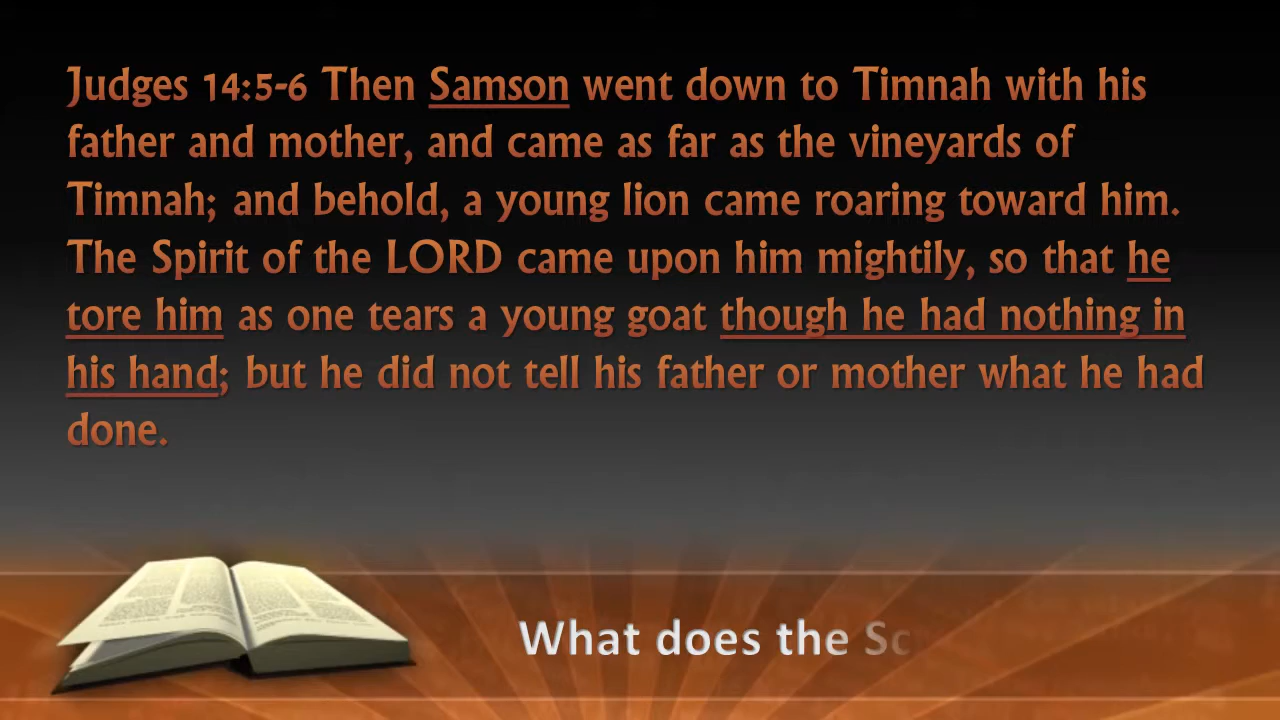 Judges 14:5-6 Then Samson went down to Timnah with his
father and mother, and came as far as the vineyards of
Timnah; and behold, a young lion came roaring toward him.
The Spirit of the LORD came upon him mightily, so that he
tore him as one tears a young goat though he had nothing in
his hand; but he did not tell his father or mother what he had
done.
What does the Sc